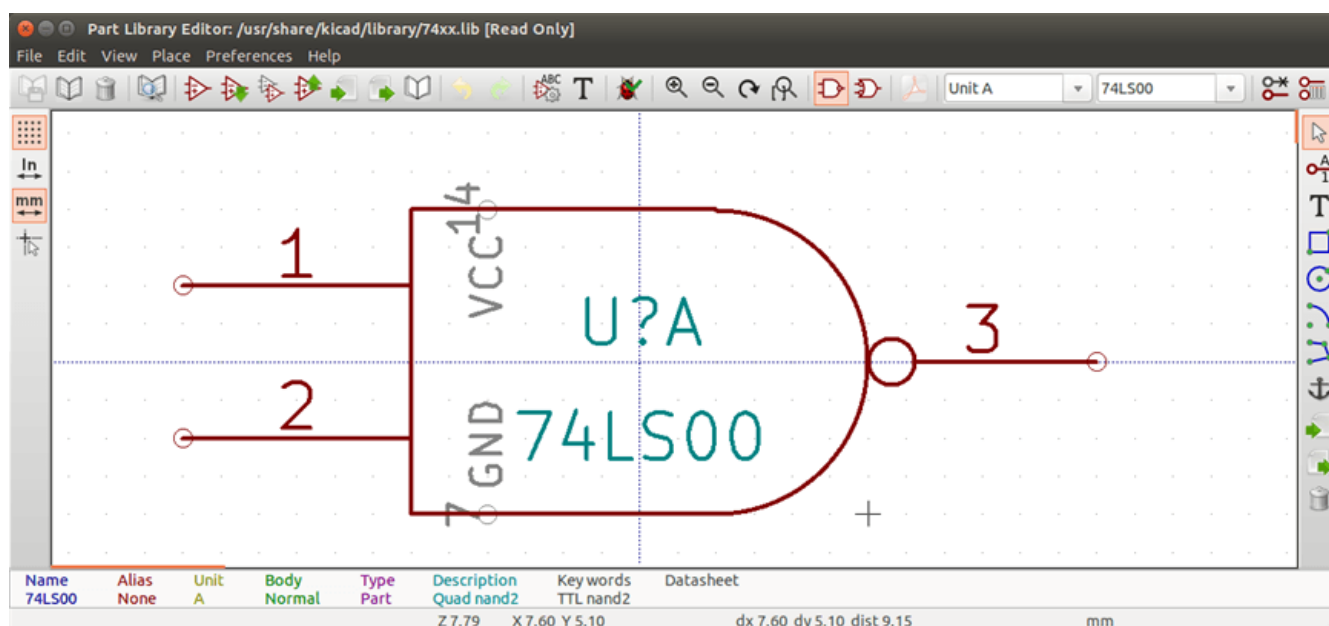 Part Library Editor: /usr/share/kicad/library/74xx.lib [Read Only]
File Edit View Place Preferences Help
ABC T Unit A 74LS00
In
mm
A
1
T
14
VCC
1
U?A
3
2
GND
74LS00
7
Name Alias Unit Body Type Description Key words Datasheet
74LS00 None A Normal Part Quad nand2 TTL nand2
Z 7.79 X 7.60 Y 5.10 dx 7.60 dy 5.10 dist 9.15 mm